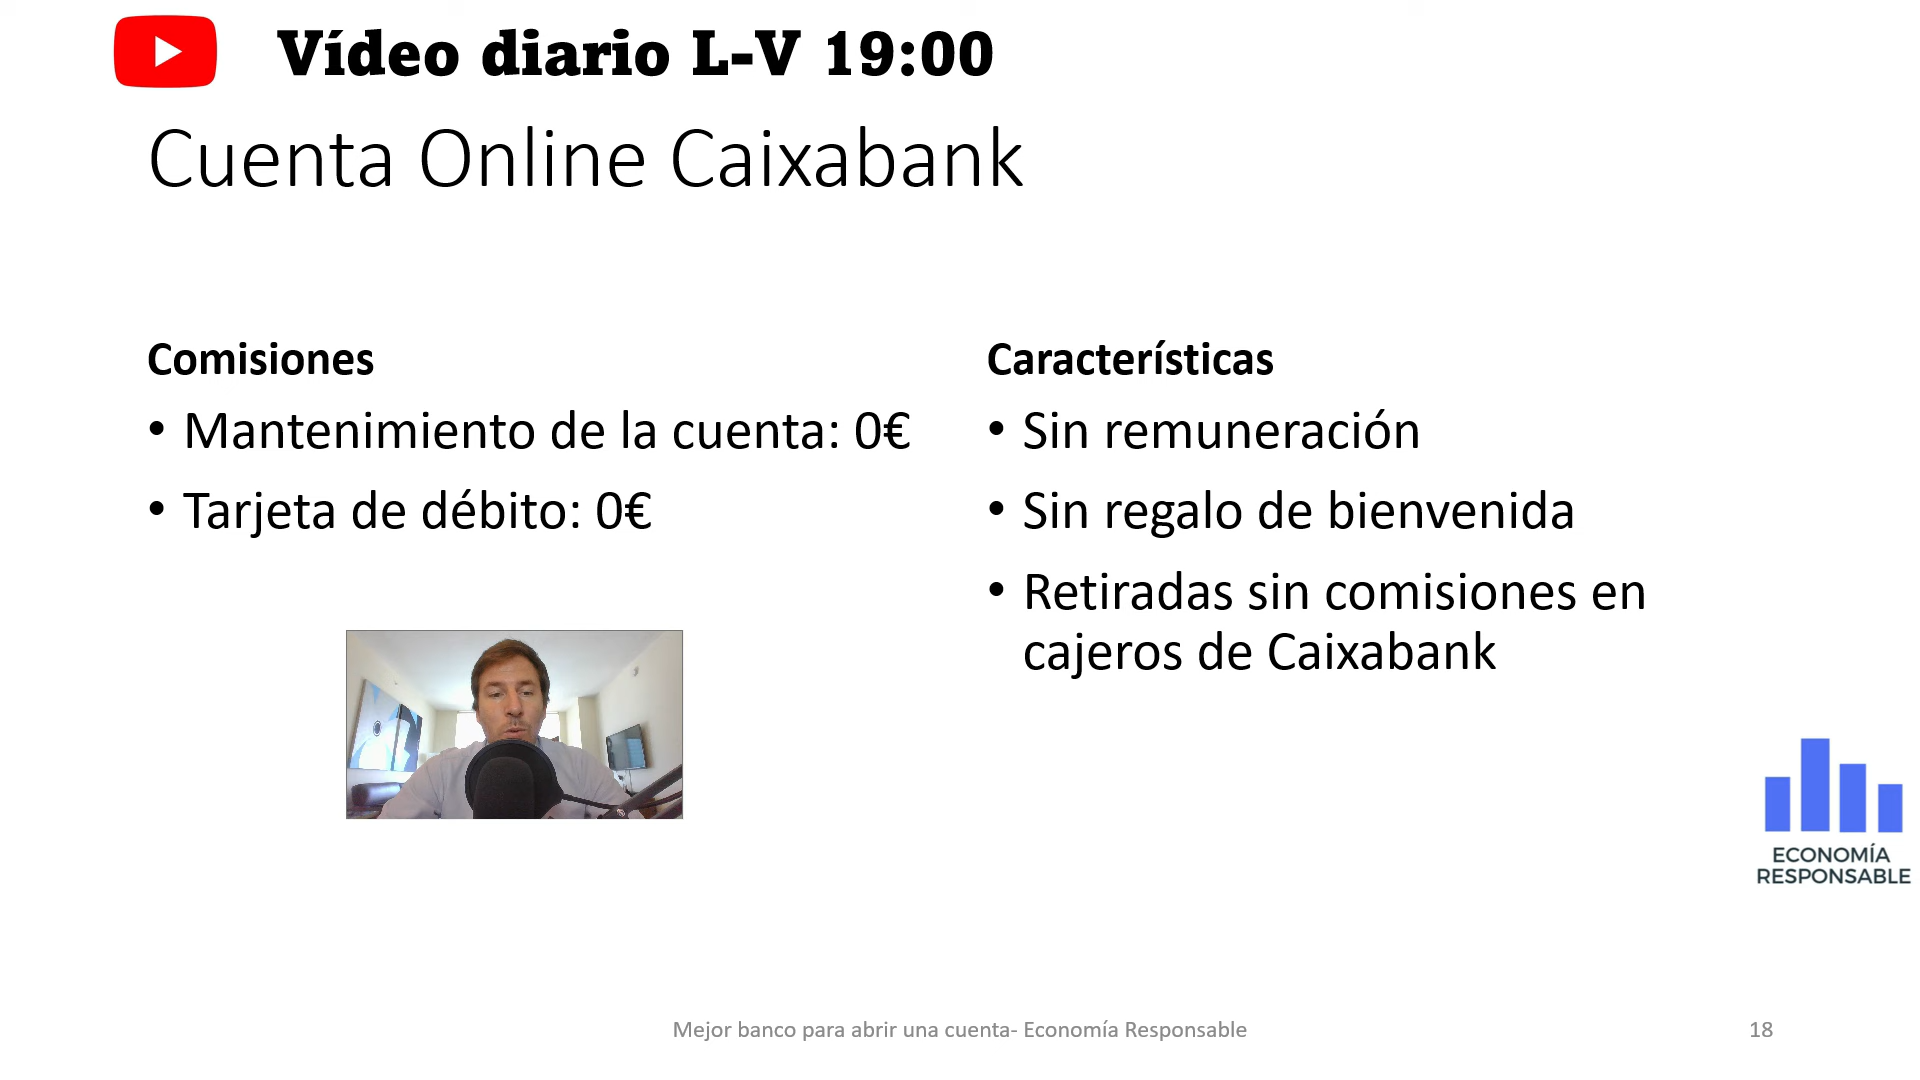 Vídeo diario L-V 19:00
Cuenta Online Caixabank
Comisiones
• Mantenimiento de la cuenta: 0€
• Tarjeta de débito: 0€
Características
• Sin remuneración
• Sin regalo de bienvenida
• Retiradas sin comisiones en
cajeros de Caixabank
ECONOMÍA
RESPONSABLE
Mejor banco para abrir una cuenta- Economía Responsable
18